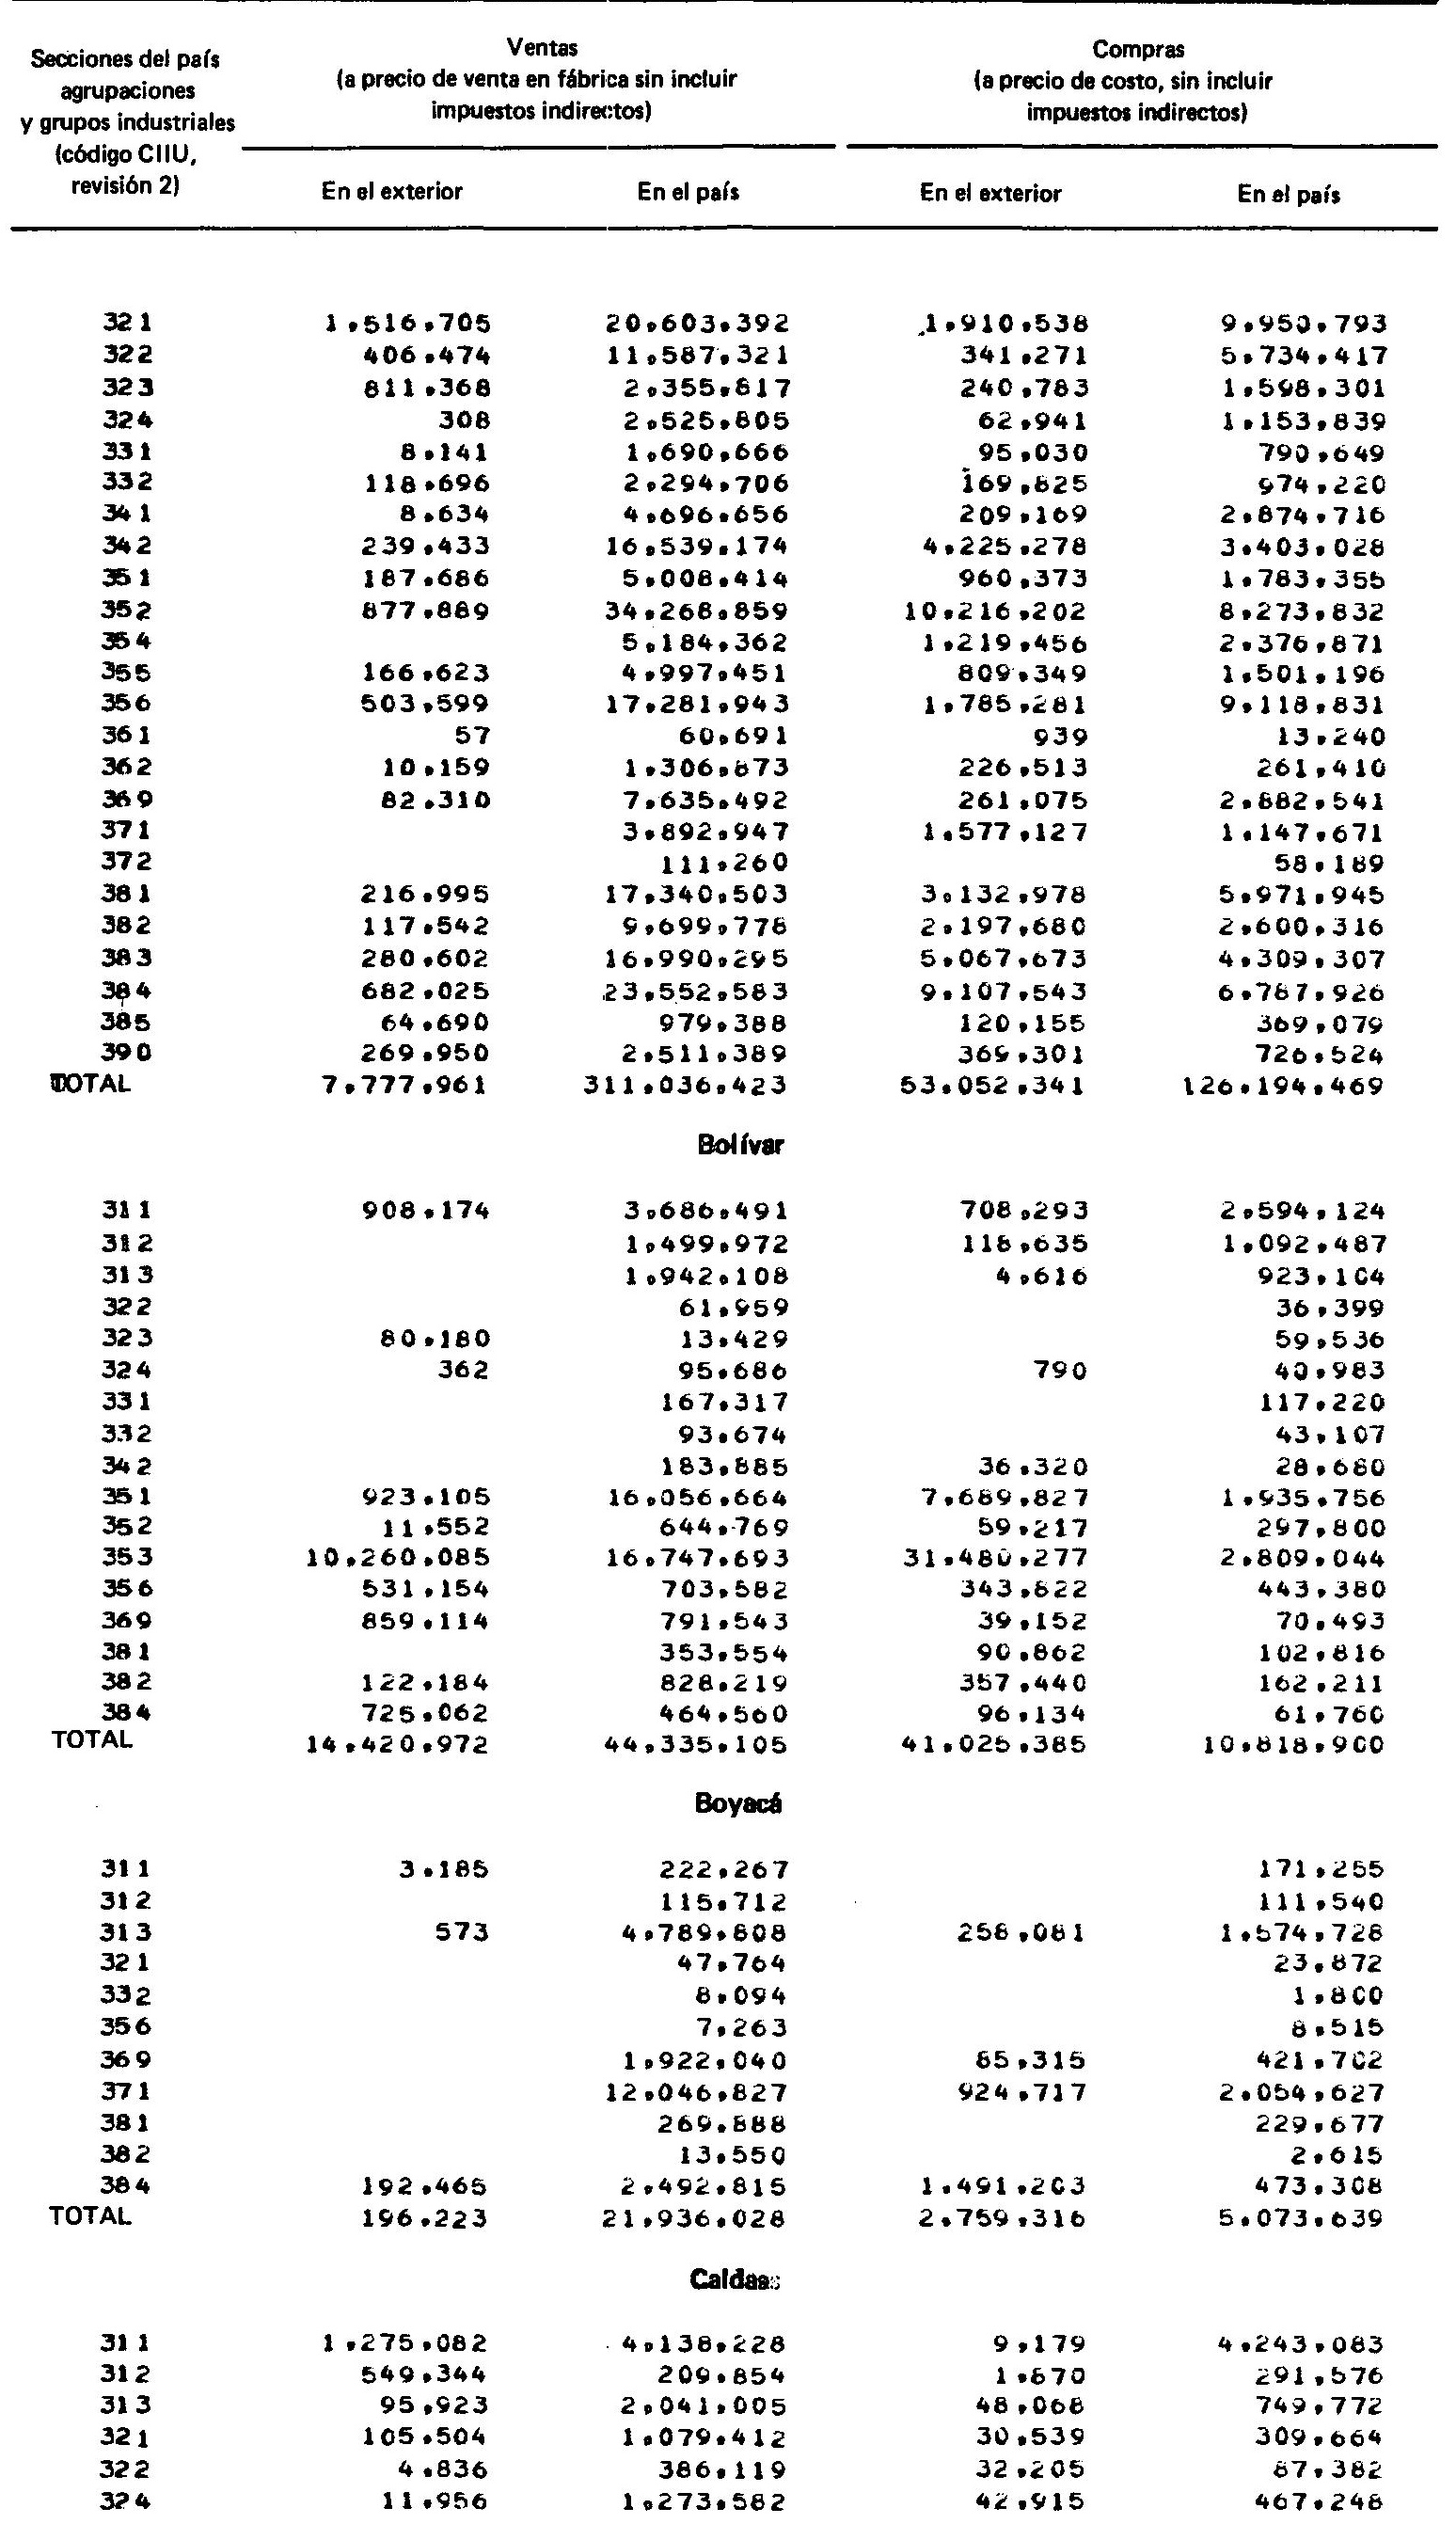 Secciones del país
agrupaciones
y grupos industriales
(código CIIU,
revisión 2)
Ventas
(a precio de venta en fábrica sin incluir
impuestos indirectos)
Compras
(a precio de costo, sin incluir
impuestos indirectos)
En el exterior En el país En el exterior En el país
321 1.516.705 20.603.392 1.910.538 9.950.793
322 406.474 11.587.321 341.271 5.734.417
323 811.368 2.355.817 240.783 1.598.301
324 308 2.525.805 62.941 1.153.839
331 8.141 1.690.666 95.030 790.649
332 118.696 2.294.706 169.825 974.220
341 8.634 4.696.656 209.169 2.874.716
342 239.433 16.539.174 4.225.278 3.403.028
351 187.686 5.008.414 960.373 1.783.355
352 877.889 34.268.859 10.216.202 8.273.832
354 5.184.362 1.219.456 2.376.871
355 166.623 4.997.451 809.349 1.501.196
356 503.599 17.281.943 1.785.281 9.118.831
361 57 60.691 939 13.240
362 10.159 1.306.873 226.513 261.410
369 82.310 7.635.492 261.075 2.882.541
371 3.892.947 1.577.127 1.147.671
372 111.260 58.189
381 216.995 17.340.503 3.132.978 5.971.945
382 117.542 9.699.778 2.197.680 2.600.316
383 280.602 16.990.295 5.067.673 4.309.307
384 682.025 23.552.583 9.107.543 6.787.926
385 64.690 979.388 120.155 369.079
390 269.950 2.511.389 369.301 726.524
TOTAL 7.777.961 311.036.423 53.052.341 126.194.469
Bolívar
311 908.174 3.686.491 708.293 2.594.124
312 1.499.972 118.635 1.092.487
313 1.942.108 4.616 923.104
322 61.959 36.399
323 80.180 13.429 59.536
324 362 95.686 790 40.983
331 167.317 117.220
332 93.674 43.107
342 183.885 36.320 28.680
351 923.105 16.056.664 7.689.827 1.935.756
352 11.552 644.769 59.217 297.800
353 10.260.085 16.747.693 31.480.277 2.809.044
356 531.154 703.582 343.822 443.380
369 859.114 791.543 39.152 70.493
381 353.554 90.862 102.816
382 122.184 828.219 357.440 162.211
384 725.062 464.560 96.134 61.760
TOTAL 14.420.972 44.335.105 41.025.385 10.818.900
Boyacá
311 3.185 222.267 171.255
312 115.712 111.540
313 573 4.789.808 258.081 1.574.728
321 47.764 23.872
332 8.094 1.800
356 7.263 8.515
369 1.922.040 85.315 421.702
371 12.046.827 924.717 2.054.627
381 269.888 229.677
382 13.550 2.615
384 192.465 2.492.815 1.491.203 473.308
TOTAL 196.223 21.936.028 2.759.316 5.073.639
Caldas
311 1.275.082 4.138.228 9.179 4.243.083
312 549.344 209.854 1.670 291.576
313 95.923 2.041.005 48.068 749.772
321 105.504 1.079.412 30.539 309.664
322 4.836 386.119 32.205 87.382
324 11.956 1.273.582 42.915 467.248